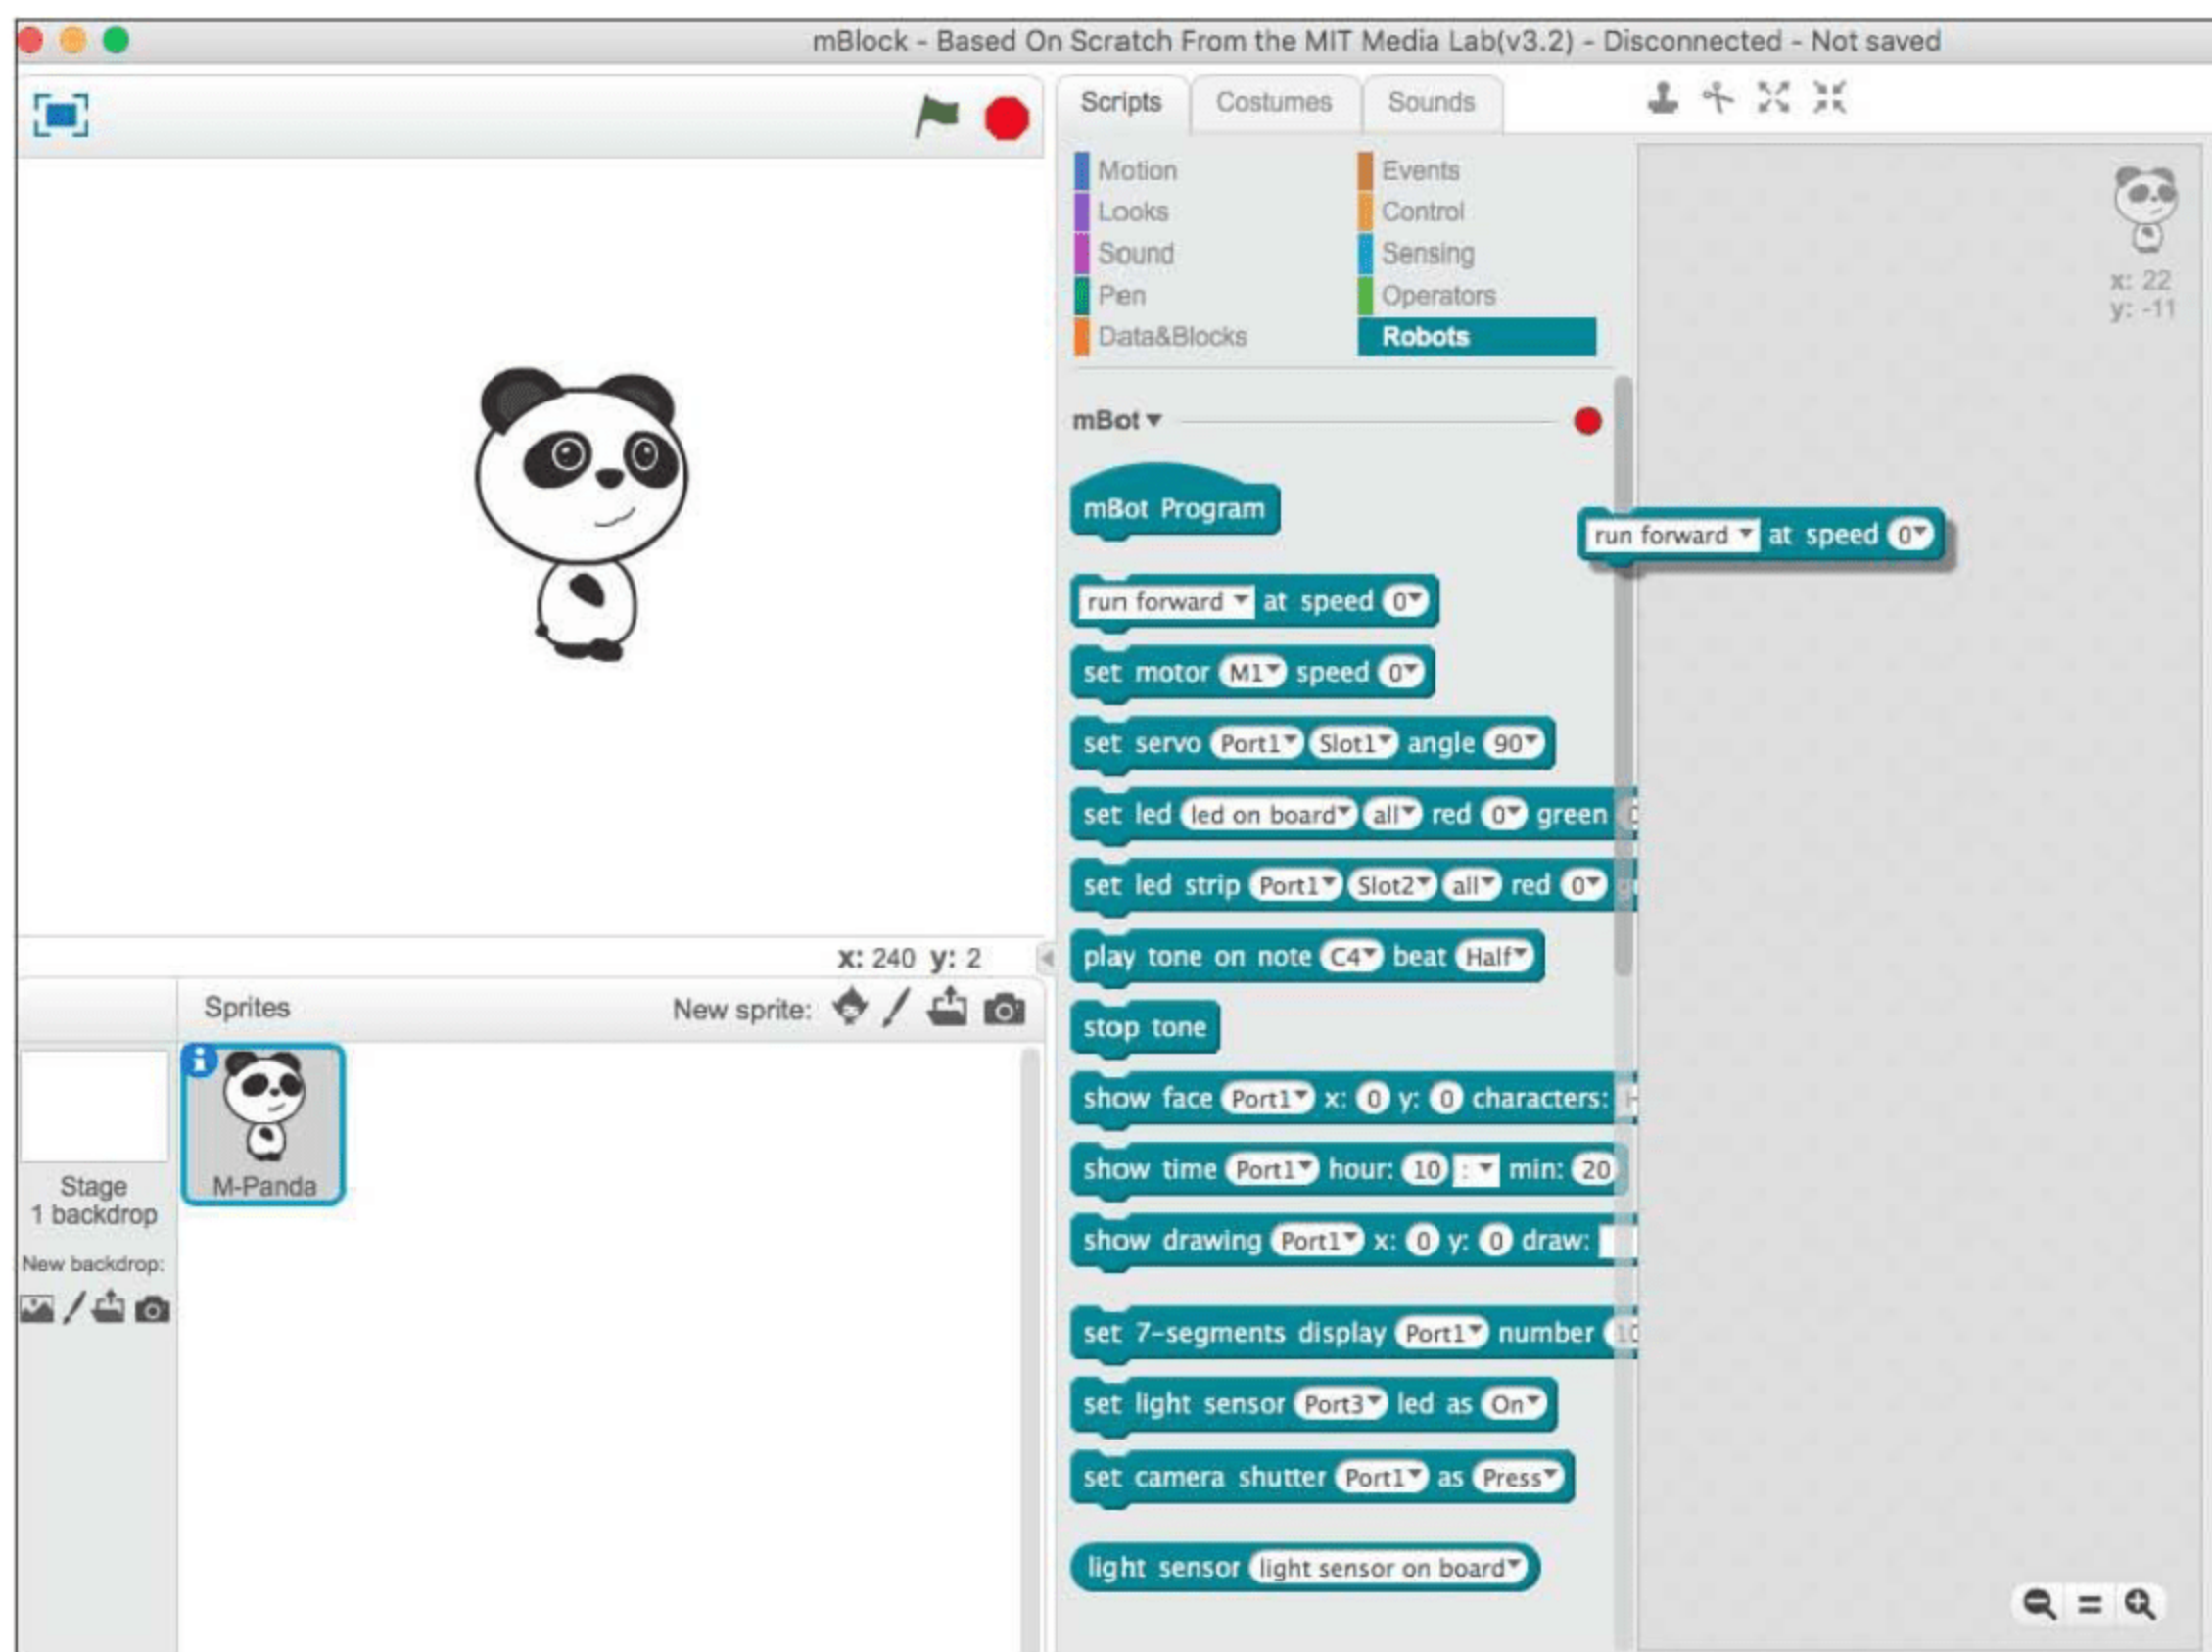 mBlock - Based On Scratch From the MIT Media Lab(v3.2) - Disconnected - Not saved
Scripts
Costumes
Sounds
Motion
Events
Looks
Control
Sound
Sensing
Pen
Operators
Data&Blocks
Robots
x: 22
y: -11
mBot
mBot Program
run forward at speed 0
run forward at speed 0
set motor M1 speed 0
set servo Port1 Slot1 angle 90
set led led on board all red 0 green
set led strip Port1 Slot2 all red 0
play tone on note C4 beat Half
stop tone
show face Port1 x: 0 y: 0 characters:
show time Port1 hour: 10 : min: 20
show drawing Port1 x: 0 y: 0 draw:
set 7-segments display Port1 number 10
set light sensor Port3 led as On
set camera shutter Port1 as Press
light sensor light sensor on board
x: 240 y: 2
Sprites
New sprite:
M-Panda
Stage
1 backdrop
New backdrop: